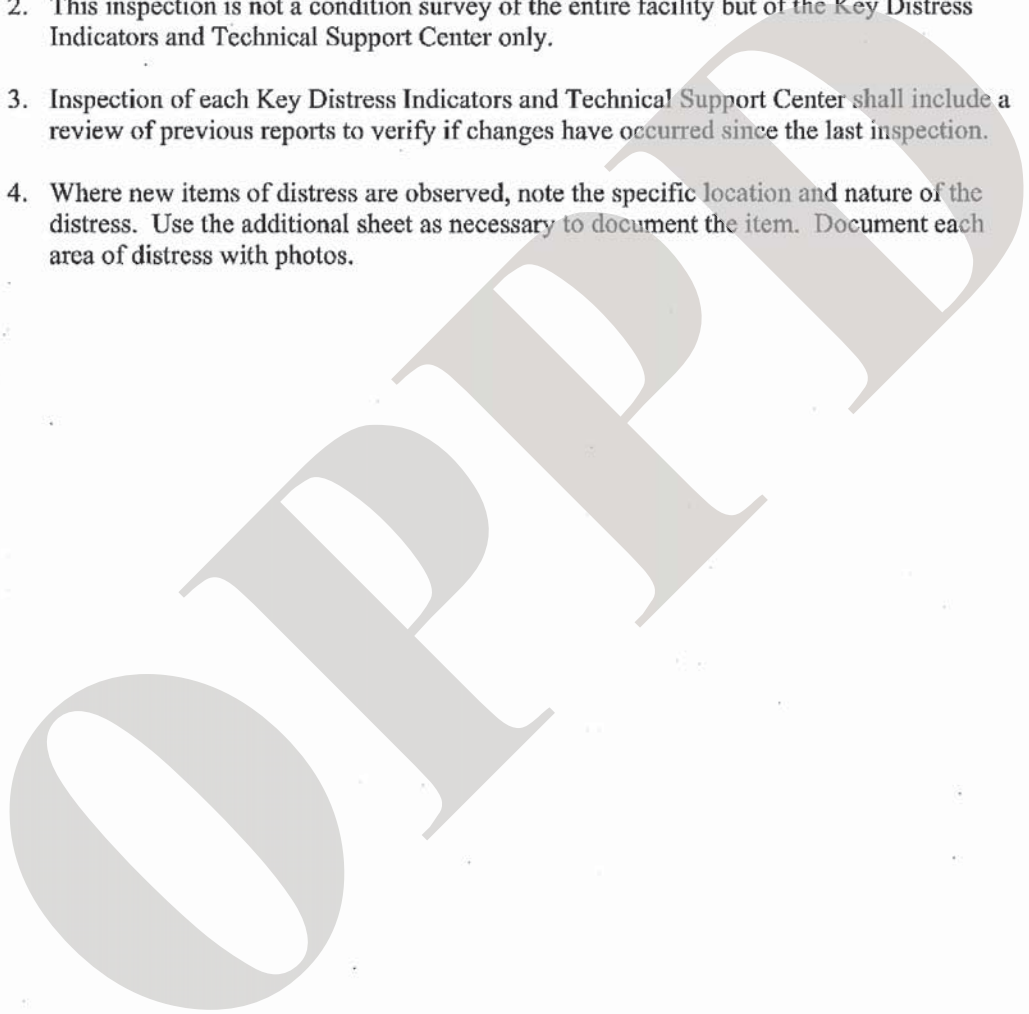 2. This inspection is not a condition survey of the entire facility but of the Key Distress
Indicators and Technical Support Center only.
3. Inspection of each Key Distress Indicators and Technical Support Center shall include a
review of previous reports to verify if changes have occurred since the last inspection.
4. Where new items of distress are observed, note the specific location and nature of the
distress. Use the additional sheet as necessary to document the item. Document each
area of distress with photos.
OPPD